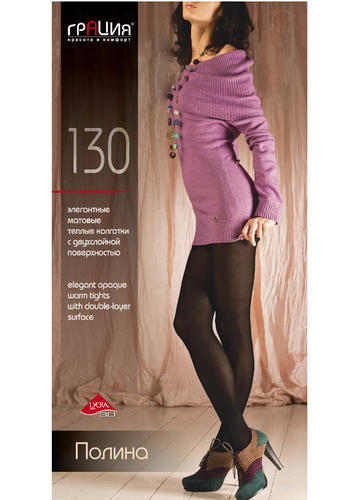 грАция
красота и комфорт
130
элегантные
матовые
теплые колготки
с двухслойной
поверхностью
elegant opaque
warm tights
with double-layer
surface
LYCRA
3D
Полина